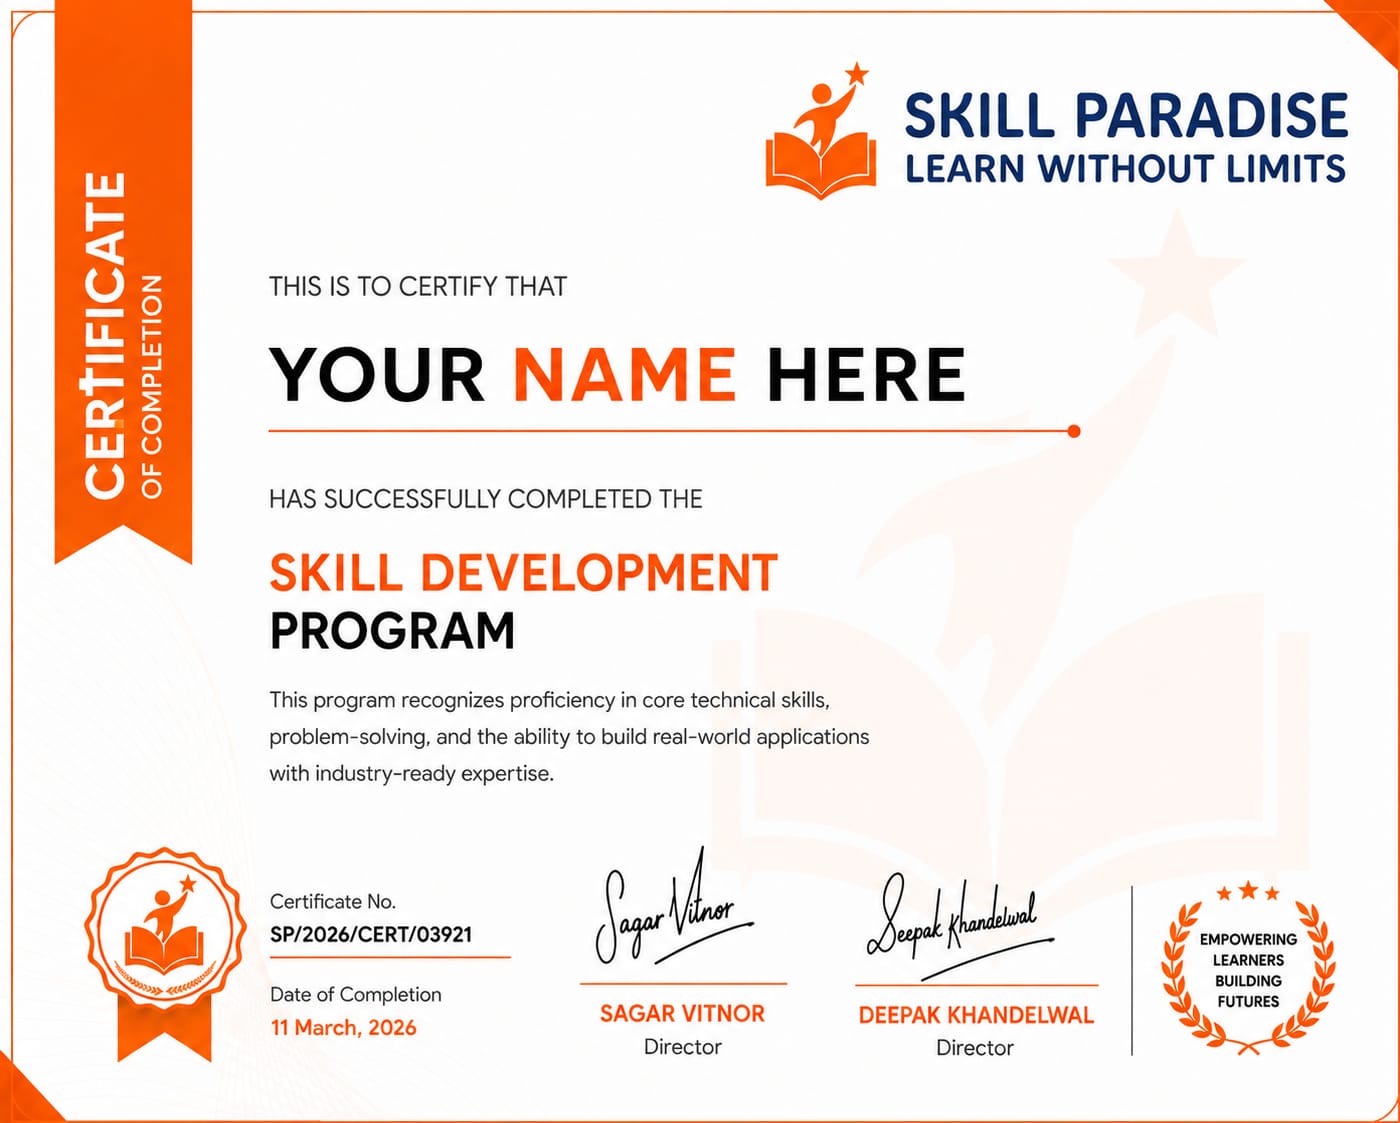 CERTIFICATE
OF COMPLETION
SKILL PARADISE
LEARN WITHOUT LIMITS
THIS IS TO CERTIFY THAT
YOUR NAME HERE
HAS SUCCESSFULLY COMPLETED THE
SKILL DEVELOPMENT
PROGRAM
This program recognizes proficiency in core technical skills,
problem-solving, and the ability to build real-world applications
with industry-ready expertise.
Certificate No.
SP/2026/CERT/03921
Date of Completion
11 March, 2026
Sagar Vitnor
SAGAR VITNOR
Director
Deepak Khandelwal
DEEPAK KHANDELWAL
Director
EMPOWERING
LEARNERS
BUILDING
FUTURES